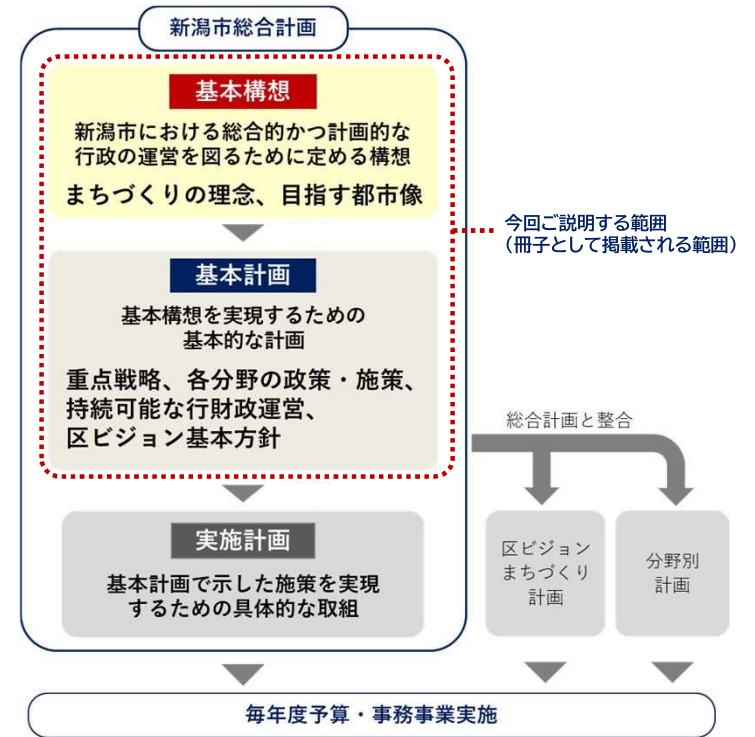 新潟市総合計画
基本構想
新潟市における総合的かつ計画的な
行政の運営を図るために定める構想
まちづくりの理念、目指す都市像
今回ご説明する範囲
（冊子として掲載される範囲）
基本計画
基本構想を実現するための
基本的な計画
重点戦略、各分野の政策・施策、
持続可能な行財政運営、
区ビジョン基本方針
総合計画と整合
実施計画
基本計画で示した施策を実現
するための具体的な取組
区ビジョン
まちづくり
計画
分野別
計画
毎年度予算・事務事業実施